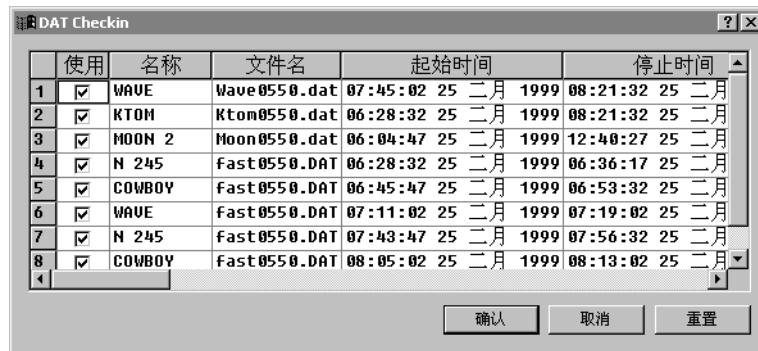 DAT Checkin
使用 名称 文件名 起始时间 停止时间
1 WAVE Wave0550.dat 07:45:02 25 二月 1999 08:21:32 25 二月
2 KTOM Ktom0550.dat 06:28:32 25 二月 1999 08:21:32 25 二月
3 MOON 2 Moon0550.dat 06:04:47 25 二月 1999 12:40:27 25 二月
4 N 245 fast0550.DAT 06:28:32 25 二月 1999 06:36:17 25 二月
5 COWBOY fast0550.DAT 06:45:47 25 二月 1999 06:53:32 25 二月
6 WAVE fast0550.DAT 07:11:02 25 二月 1999 07:19:02 25 二月
7 N 245 fast0550.DAT 07:43:47 25 二月 1999 07:56:32 25 二月
8 COWBOY fast0550.DAT 08:05:02 25 二月 1999 08:13:02 25 二月
确认 取消 重置